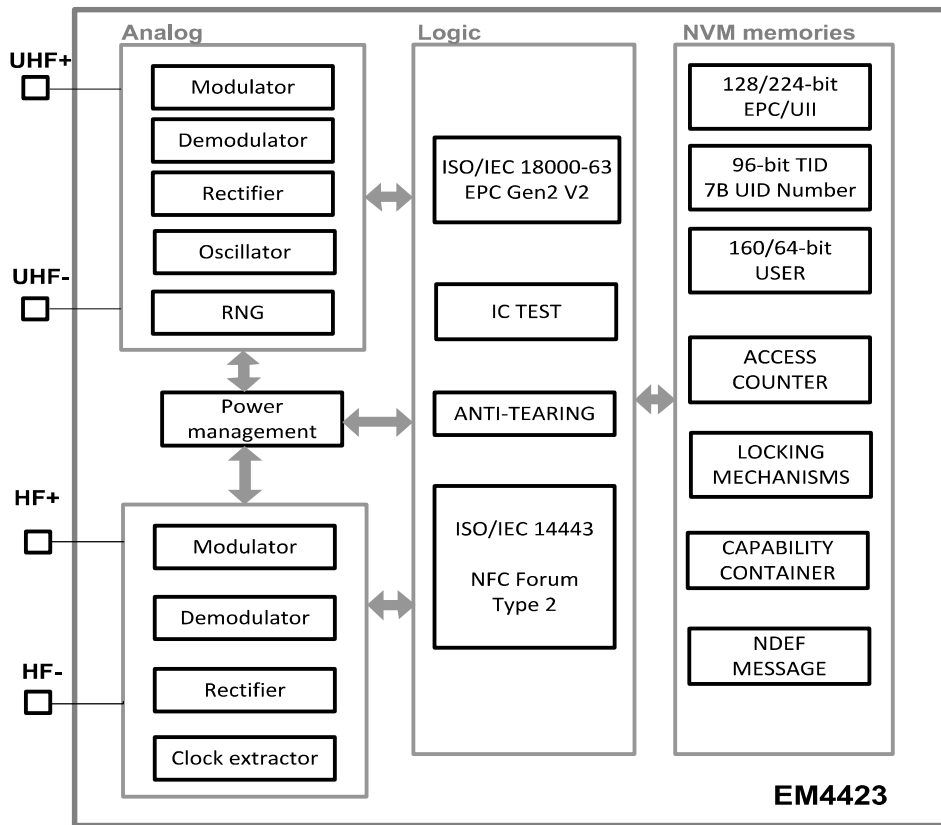 Analog
Logic
NVM memories
UHF+
UHF-
Modulator
Demodulator
Rectifier
Oscillator
RNG
Power
management
HF+
HF-
Modulator
Demodulator
Rectifier
Clock extractor
ISO/IEC 18000-63
EPC Gen2 V2
IC TEST
ANTI-TEARING
ISO/IEC 14443
NFC Forum
Type 2
128/224-bit
EPC/UII
96-bit TID
7B UID Number
160/64-bit
USER
ACCESS
COUNTER
LOCKING
MECHANISMS
CAPABILITY
CONTAINER
NDEF
MESSAGE
EM4423